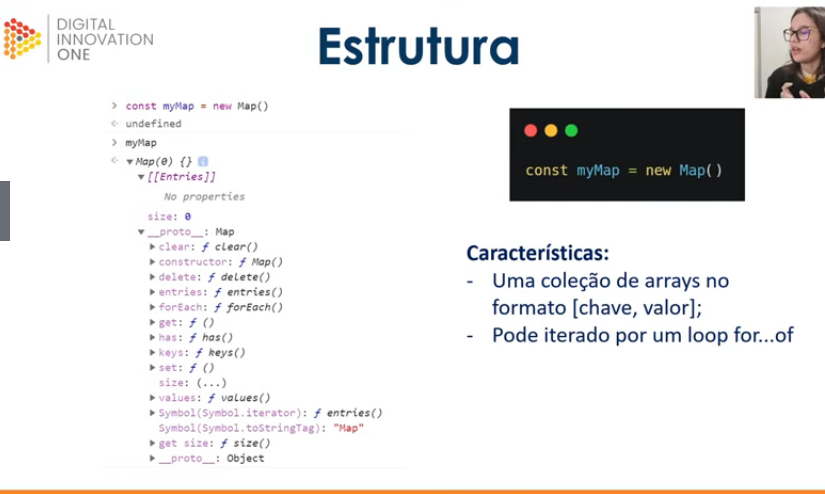 DIGITAL
INNOVATION
ONE
Estrutura
> const myMap = new Map()
< undefined
> myMap
< ▼Map(0) {} i
▼[[Entries]]
No properties
size: 0
▼__proto__: Map
▶clear: ƒ clear()
▶constructor: ƒ Map()
▶delete: ƒ delete()
▶entries: ƒ entries()
▶forEach: ƒ forEach()
▶get: ƒ ()
▶has: ƒ has()
▶keys: ƒ keys()
▶set: ƒ ()
size: (...)
▶values: ƒ values()
▶Symbol(Symbol.iterator): ƒ entries()
Symbol(Symbol.toStringTag): "Map"
▶get size: ƒ size()
▶__proto__: Object
const myMap = new Map()
Características:
- Uma coleção de arrays no
formato [chave, valor];
- Pode iterado por um loop for...of